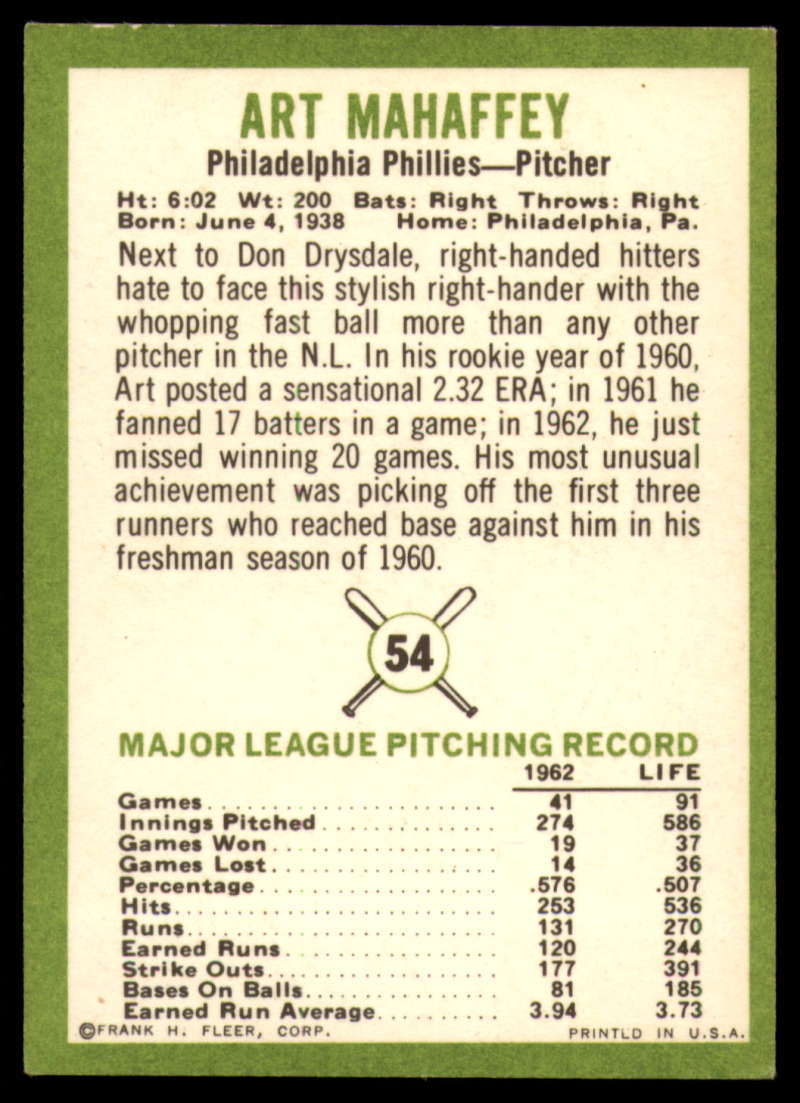 ART MAHAFFEY
Philadelphia Phillies—Pitcher
Ht: 6:02 Wt: 200 Bats: Right Throws: Right
Born: June 4, 1938 Home: Philadelphia, Pa.
Next to Don Drysdale, right-handed hitters
hate to face this stylish right-hander with the
whopping fast ball more than any other
pitcher in the N.L. In his rookie year of 1960,
Art posted a sensational 2.32 ERA; in 1961 he
fanned 17 batters in a game; in 1962, he just
missed winning 20 games. His most unusual
achievement was picking off the first three
runners who reached base against him in his
freshman season of 1960.
54
MAJOR LEAGUE PITCHING RECORD
1962 LIFE
Games 41 91
Innings Pitched 274 586
Games Won 19 37
Games Lost 14 36
Percentage .576 .507
Hits 253 536
Runs 131 270
Earned Runs 120 244
Strike Outs 177 391
Bases On Balls 81 185
Earned Run Average 3.94 3.73
©FRANK H. FLEER, CORP. PRINTLD IN U.S.A.